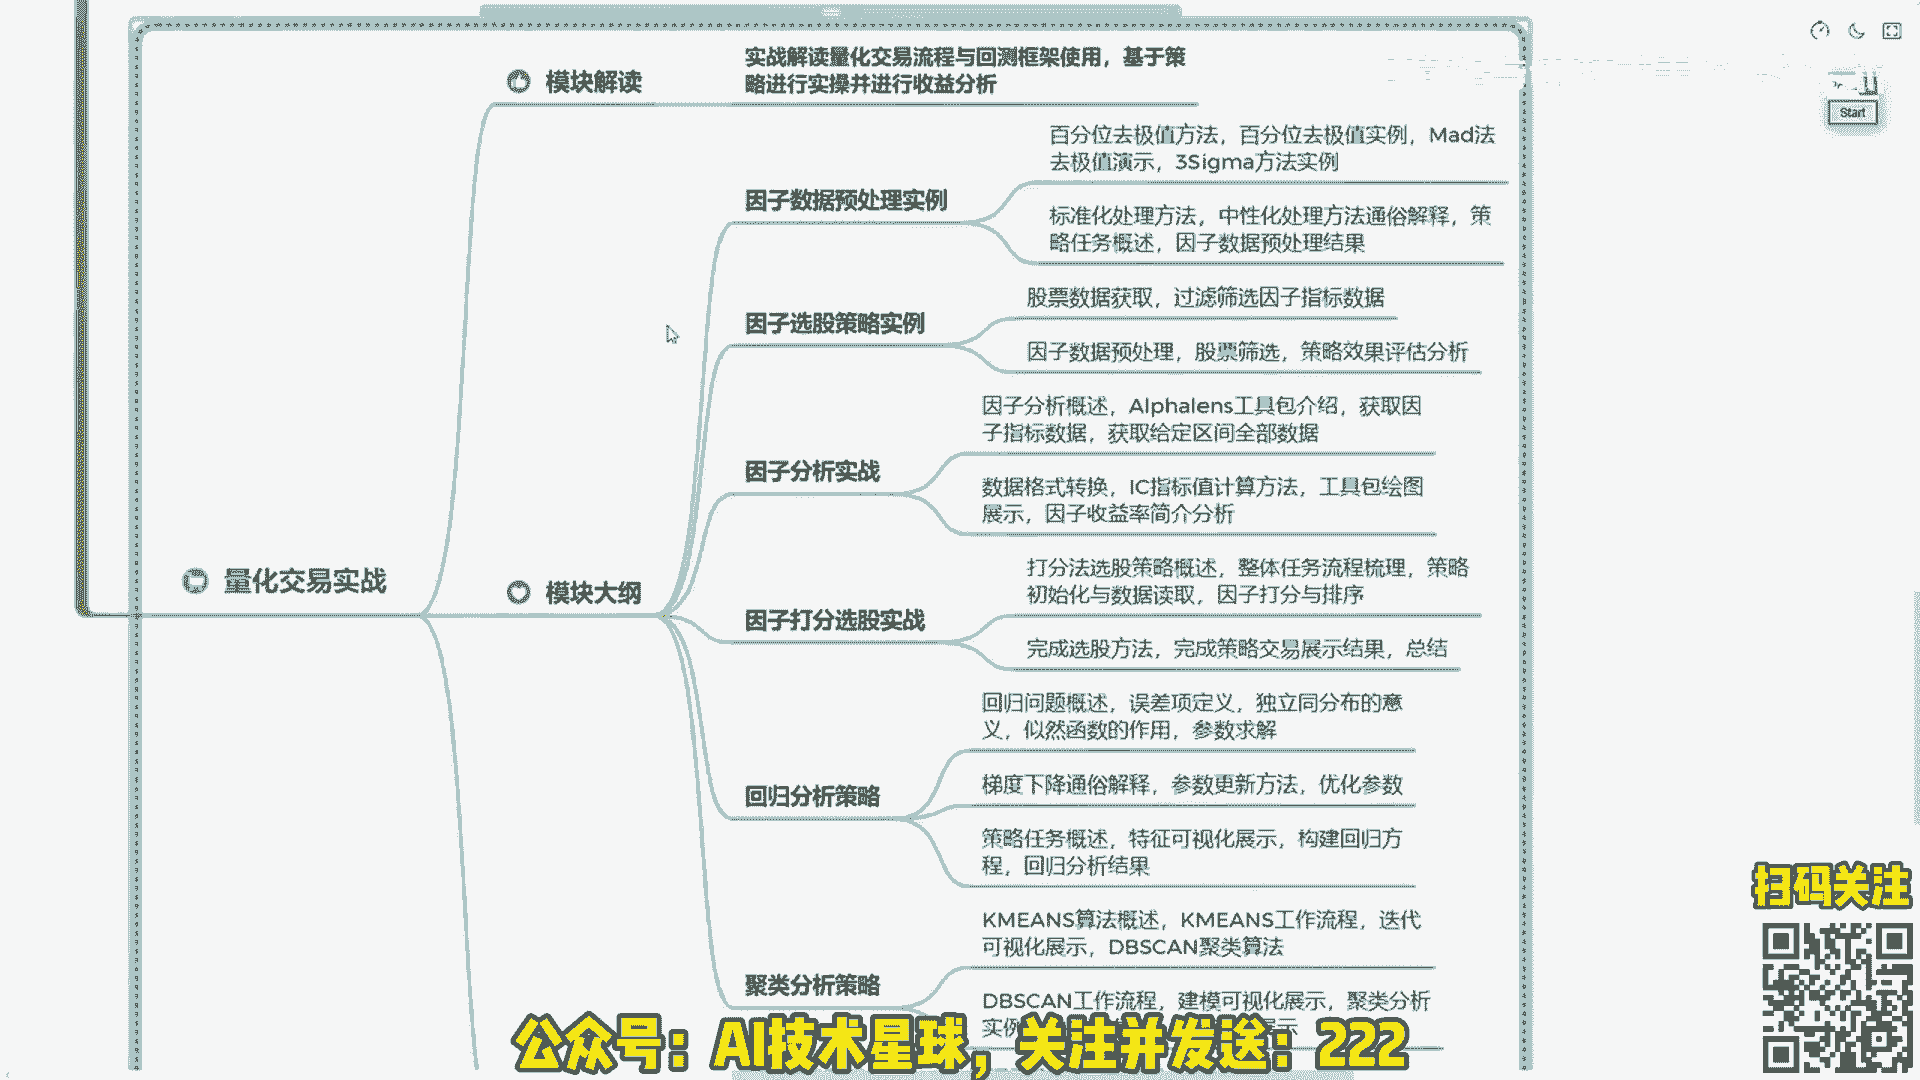 模块解读
实战解读量化交易流程与回测框架使用，基于策
略进行实操并进行收益分析
Start
百分位去极值方法，百分位去极值实例，Mad法
去极值演示，3Sigma方法实例
因子数据预处理实例
标准化处理方法，中性化处理方法通俗解释，策
略任务概述，因子数据预处理结果
股票数据获取，过滤筛选因子指标数据
因子选股策略实例
因子数据预处理，股票筛选，策略效果评估分析
因子分析概述，Alphalens工具包介绍，获取因
子指标数据，获取给定区间全部数据
因子分析实战
数据格式转换，IC指标值计算方法，工具包绘图
展示，因子收益率简介分析
量化交易实战
模块大纲
打分法选股策略概述，整体任务流程梳理，策略
初始化与数据读取，因子打分与排序
因子打分选股实战
完成选股方法，完成策略交易展示结果，总结
回归问题概述，误差项定义，独立同分布的意
义，似然函数的作用，参数求解
梯度下降通俗解释，参数更新方法，优化参数
回归分析策略
策略任务概述，特征可视化展示，构建回归方
程，回归分析结果
KMEANS算法概述，KMEANS工作流程，迭代
可视化展示，DBSCAN聚类算法
聚类分析策略
DBSCAN工作流程，建模可视化展示，聚类分析
实例
展示
扫码关注
公众号：AI技术星球，关注并发送：222